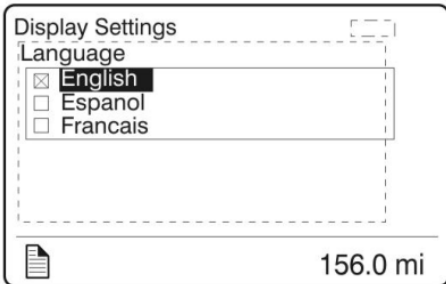 Display Settings
Language
English
Espanol
Francais
156.0 mi